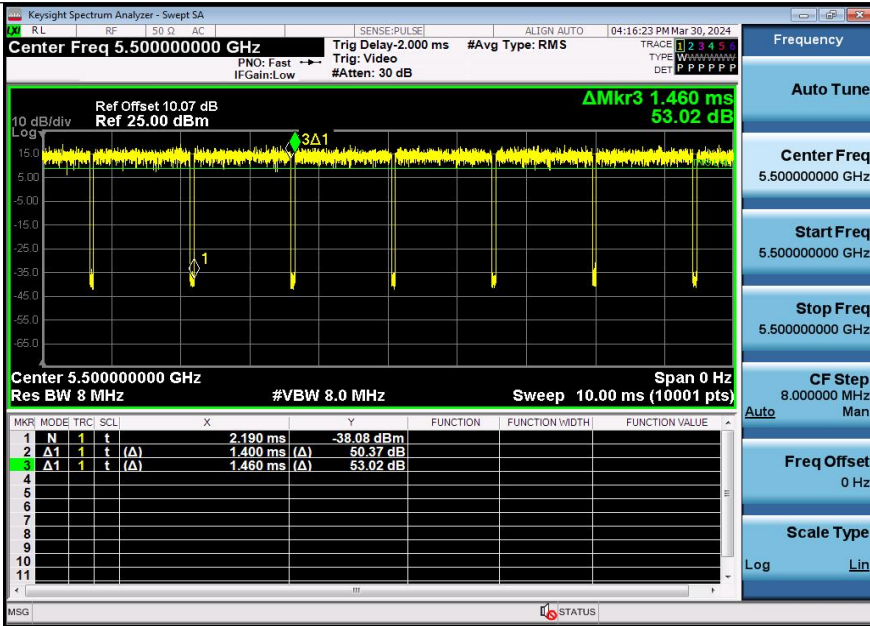 Keysight Spectrum Analyzer - Swept SA
LXI RL RF 50 Ω AC SENSE:PULSE ALIGN AUTO 04:16:23 PM Mar 30, 2024
Center Freq 5.500000000 GHz
PNO: Fast
IFGain:Low
Trig Delay-2.000 ms
Trig: Video
#Atten: 30 dB
#Avg Type: RMS
TRACE 1 2 3 4 5 6
TYPE WWWWWW
DET P P P P P P
ΔMkr3 1.460 ms
53.02 dB
Ref Offset 10.07 dB
10 dB/div Ref 25.00 dBm
Log
3Δ1
15.0
5.00
-5.00
-15.0
-25.0
1
-35.0
-45.0
-55.0
-65.0
Center 5.500000000 GHz Span 0 Hz
Res BW 8 MHz #VBW 8.0 MHz Sweep 10.00 ms (10001 pts)
MKR MODE TRC SCL X Y FUNCTION FUNCTION WIDTH FUNCTION VALUE
1 N 1 t 2.190 ms -38.08 dBm
2 Δ1 1 t (Δ) 1.400 ms (Δ) 50.37 dB
3 Δ1 1 t (Δ) 1.460 ms (Δ) 53.02 dB
4
5
6
7
8
9
10
11
MSG STATUS
Frequency
Auto Tune
Center Freq
5.500000000 GHz
Start Freq
5.500000000 GHz
Stop Freq
5.500000000 GHz
CF Step
8.000000 MHz
Auto Man
Freq Offset
0 Hz
Scale Type
Log Lin